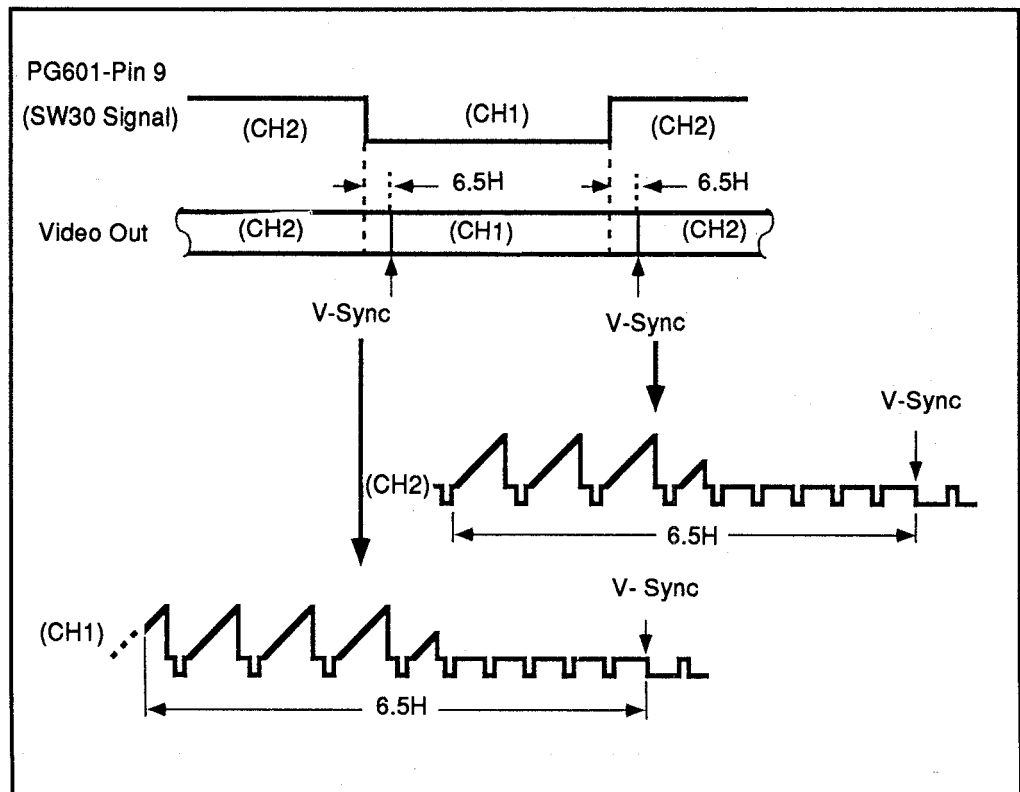 PG601-Pin 9
(SW30 Signal)
(CH2)
(CH1)
(CH2)
6.5H
6.5H
Video Out
(CH2)
(CH1)
(CH2)
V-Sync
V-Sync
V-Sync
(CH2)
6.5H
V- Sync
(CH1)
6.5H